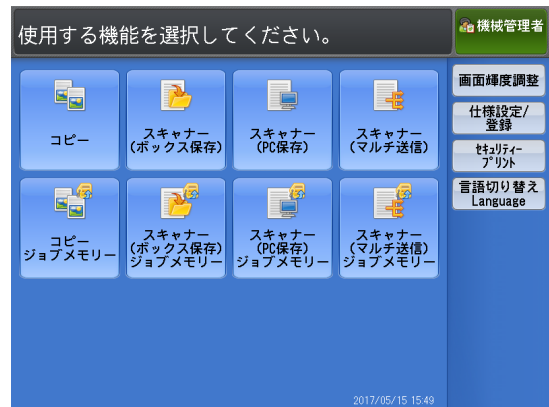 使用する機能を選択してください。
機械管理者
コピー
スキャナー
(ボックス保存)
スキャナー
(PC保存)
スキャナー
(マルチ送信)
コピー
ジョブメモリー
スキャナー
(ボックス保存)
ジョブメモリー
スキャナー
(PC保存)
ジョブメモリー
スキャナー
(マルチ送信)
ジョブメモリー
画面輝度調整
仕様設定/
登録
ｾｷｭﾘﾃｨｰ
ﾌﾟﾘﾝﾄ
言語切り替え
Language
2017/05/15 15:49